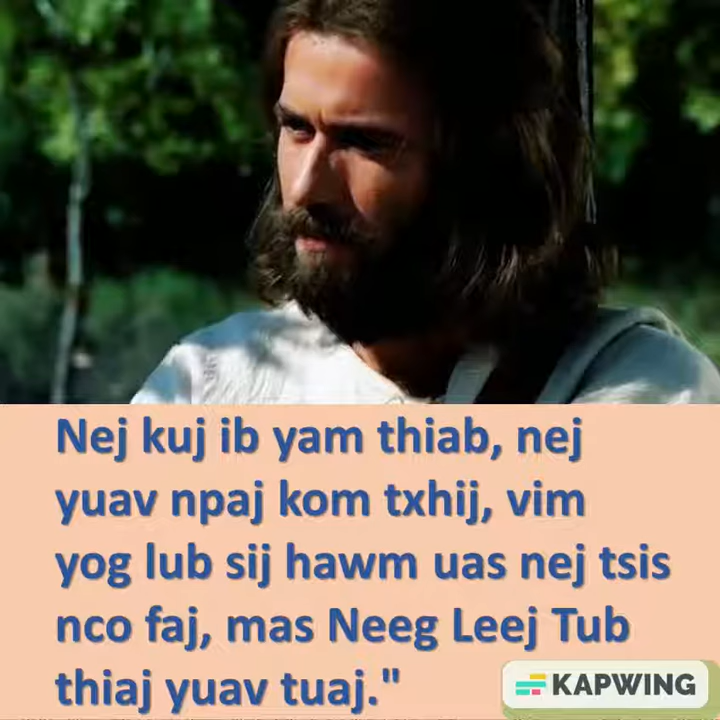 Nej kuj ib yam thiab, nej
yuav npaj kom txhij, vim
yog lub sij hawm uas nej tsis
nco faj, mas Neeg Leej Tub
thiaj yuav tuaj."
KAPWING